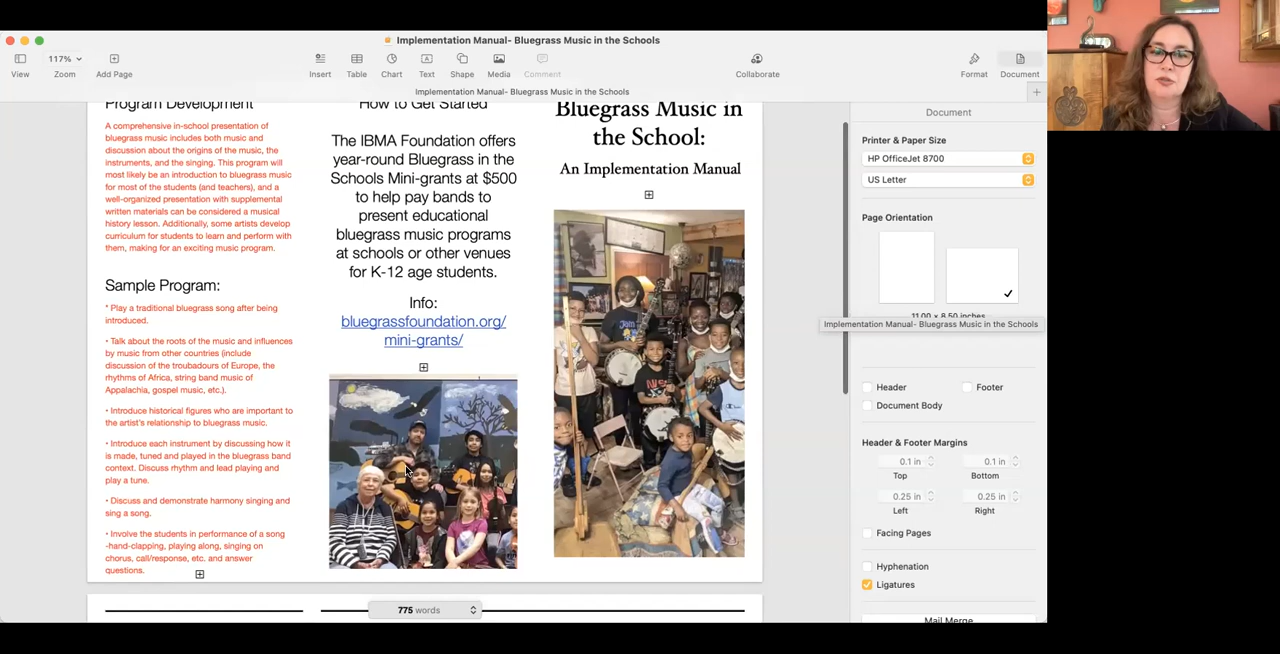 Implementation Manual- Bluegrass Music in the Schools
117%
View
Zoom
Add Page
Insert
Table
Chart
Text
Shape
Media
Comment
Collaborate
Format
Document
Implementation Manual- Bluegrass Music in the Schools
Program Development
A comprehensive in-school presentation of
bluegrass music includes both music and
discussion about the origins of the music, the
instruments, and the singing. This program will
most likely be an introduction to bluegrass music
for most of the students (and teachers), and a
well-organized presentation with supplemental
written materials can be considered a musical
history lesson. Additionally, some artists develop
curriculum for students to learn and perform with
them, making for an exciting music program.
Sample Program:
* Play a traditional bluegrass song after being
introduced.
• Talk about the roots of the music and influences
by music from other countries (include
discussion of the troubadours of Europe, the
rhythms of Africa, string band music of
Appalachia, gospel music, etc.).
• Introduce historical figures who are important to
the artist's relationship to bluegrass music.
• Introduce each instrument by discussing how it
is made, tuned and played in the bluegrass band
context. Discuss rhythm and lead playing and
play a tune.
• Discuss and demonstrate harmony singing and
sing a song.
• Involve the students in performance of a song
-hand-clapping, playing along, singing on
chorus, call/response, etc. and answer
questions.
How to Get Started
The IBMA Foundation offers
year-round Bluegrass in the
Schools Mini-grants at $500
to help pay bands to
present educational
bluegrass music programs
at schools or other venues
for K-12 age students.
Info:
bluegrassfoundation.org/
mini-grants/
Bluegrass Music in
the School:
An Implementation Manual
775 words
Document
Printer & Paper Size
HP OfficeJet 8700
US Letter
Page Orientation
11.00 × 8.50 inches
Implementation Manual- Bluegrass Music in the Schools
Header
Footer
Document Body
Header & Footer Margins
0.1 in
0.1 in
Top
Bottom
0.25 in
0.25 in
Left
Right
Facing Pages
Hyphenation
Ligatures
Mail Merge